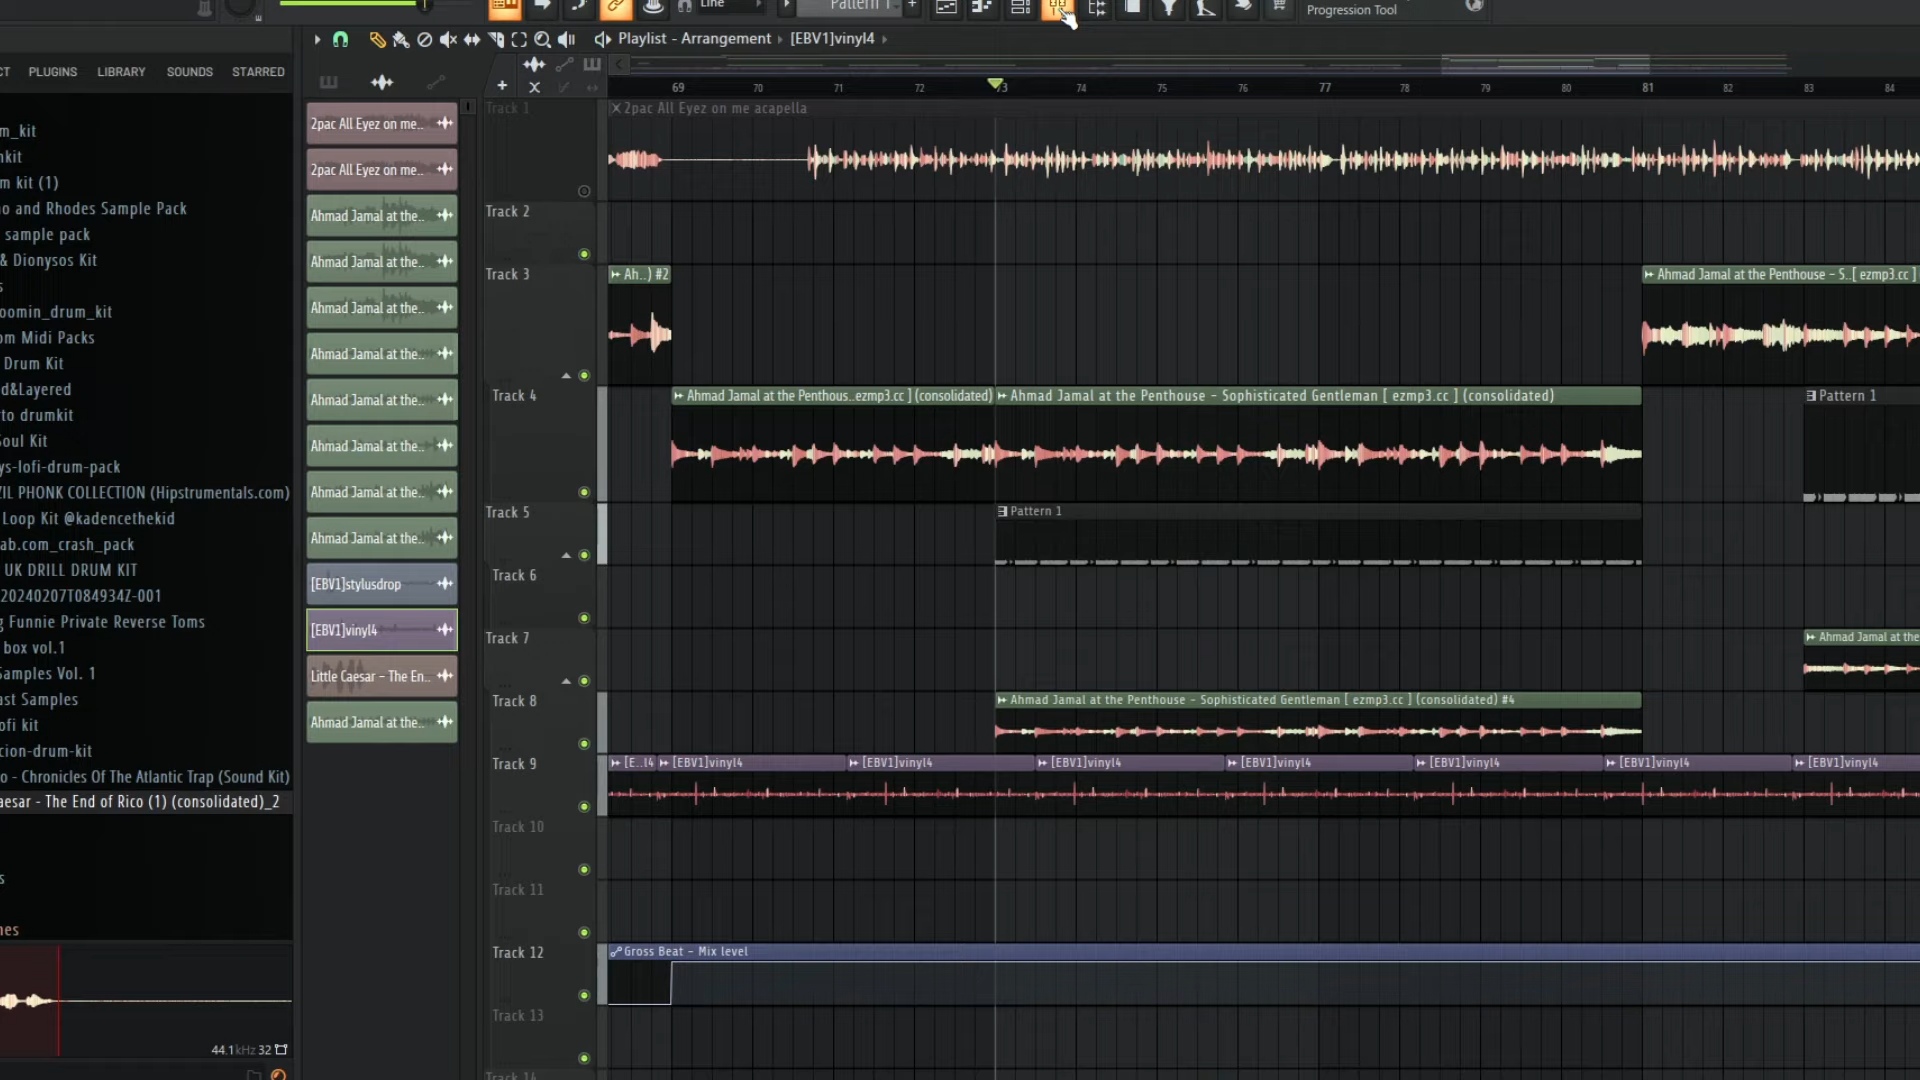 Line
Pattern 1
Progression Tool
Playlist - Arrangement [EBV1]vinyl4
CT PLUGINS LIBRARY SOUNDS STARRED
69 70 71 72 73 74 75 76 77 78 79 80 81 82 83 84
m_kit
nkit
m kit (1)
no and Rhodes Sample Pack
sample pack
& Dionysos Kit
s
oomin_drum_kit
om Midi Packs
Drum Kit
d&Layered
to drumkit
Soul Kit
ys-lofi-drum-pack
ZIL PHONK COLLECTION (Hipstrumentals.com)
Loop Kit @kadencethekid
ab.com_crash_pack
UK DRILL DRUM KIT
20240207T084934Z-001
g Funnie Private Reverse Toms
box vol.1
Samples Vol. 1
ast Samples
ofi kit
cion-drum-kit
o - Chronicles Of The Atlantic Trap (Sound Kit)
aesar - The End of Rico (1) (consolidated)_2
s
nes
44.1kHz 32
2pac All Eyez on me..
2pac All Eyez on me..
Ahmad Jamal at the..
Ahmad Jamal at the..
Ahmad Jamal at the..
Ahmad Jamal at the..
Ahmad Jamal at the..
Ahmad Jamal at the..
Ahmad Jamal at the..
Ahmad Jamal at the..
[EBV1]stylusdrop
[EBV1]vinyl4
Little Caesar - The En..
Ahmad Jamal at the..
Track 1
2pac All Eyez on me acapella
Track 2
Track 3
Ah..) #2
Ahmad Jamal at the Penthouse - S..[ ezmp3.cc ]
Track 4
Ahmad Jamal at the Penthous..ezmp3.cc ] (consolidated)
Ahmad Jamal at the Penthouse - Sophisticated Gentleman [ ezmp3.cc ] (consolidated)
Pattern 1
Track 5
Pattern 1
Track 6
Track 7
Ahmad Jamal at the
Track 8
Ahmad Jamal at the Penthouse - Sophisticated Gentleman [ ezmp3.cc ] (consolidated) #4
Track 9
[E..l4 [EBV1]vinyl4 [EBV1]vinyl4 [EBV1]vinyl4 [EBV1]vinyl4 [EBV1]vinyl4 [EBV1]vinyl4 [EBV1]vinyl4
Track 10
Track 11
Track 12
Gross Beat - Mix level
Track 13
Track 14